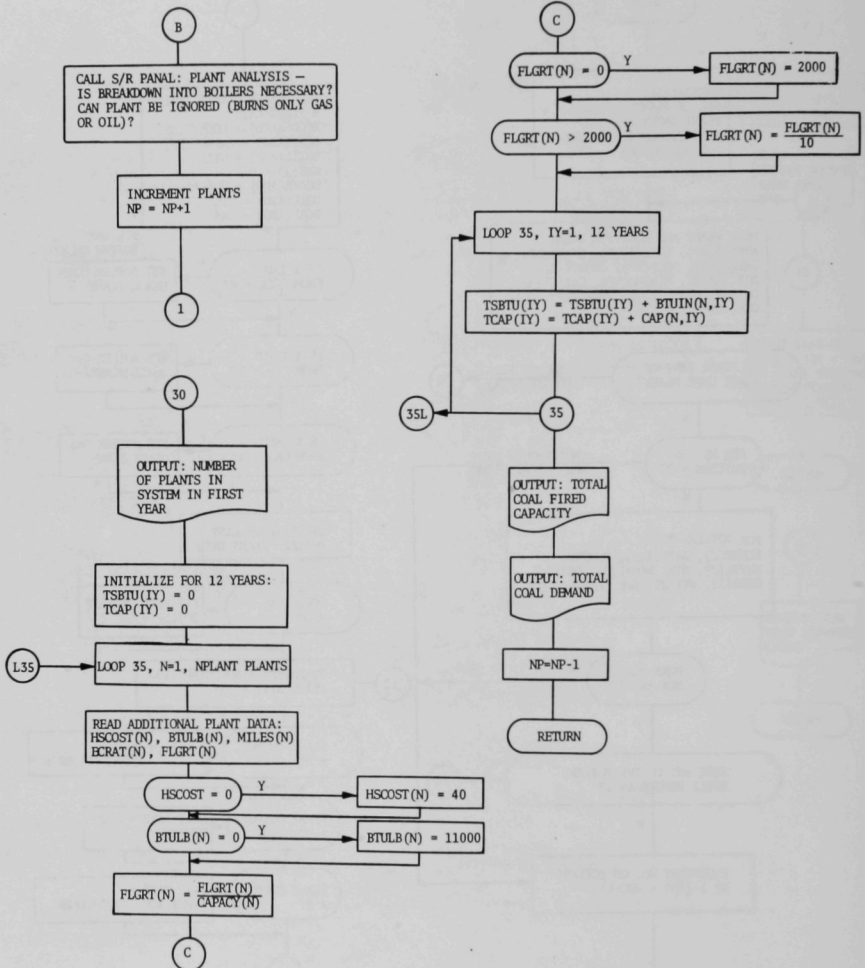 B
CALL S/R PANAL: PLANT ANALYSIS —
IS BREAKDOWN INTO BOILERS NECESSARY?
CAN PLANT BE IGNORED (BURNS ONLY GAS
OR OIL)?
INCREMENT PLANTS
NP = NP+1
1
30
OUTPUT: NUMBER
OF PLANTS IN
SYSTEM IN FIRST
YEAR
INITIALIZE FOR 12 YEARS:
TSBTU(IY) = 0
TCAP(IY) = 0
L35
LOOP 35, N=1, NPLANT PLANTS
READ ADDITIONAL PLANT DATA:
HSCOST(N), BTULB(N), MILES(N)
ECRAT(N), FLGRT(N)
HSCOST = 0
Y
HSCOST(N) = 40
BTULB(N) = 0
Y
BTULB(N) = 11000
FLGRT(N) = FLGRT(N)
CAPACY(N)
C
C
FLGRT(N) = 0
Y
FLGRT(N) = 2000
FLGRT(N) > 2000
Y
FLGRT(N) = FLGRT(N)
10
LOOP 35, IY=1, 12 YEARS
TSBTU(IY) = TSBTU(IY) + BTUIN(N,IY)
TCAP(IY) = TCAP(IY) + CAP(N,IY)
35L
35
OUTPUT: TOTAL
COAL FIRED
CAPACITY
OUTPUT: TOTAL
COAL DEMAND
NP=NP-1
RETURN